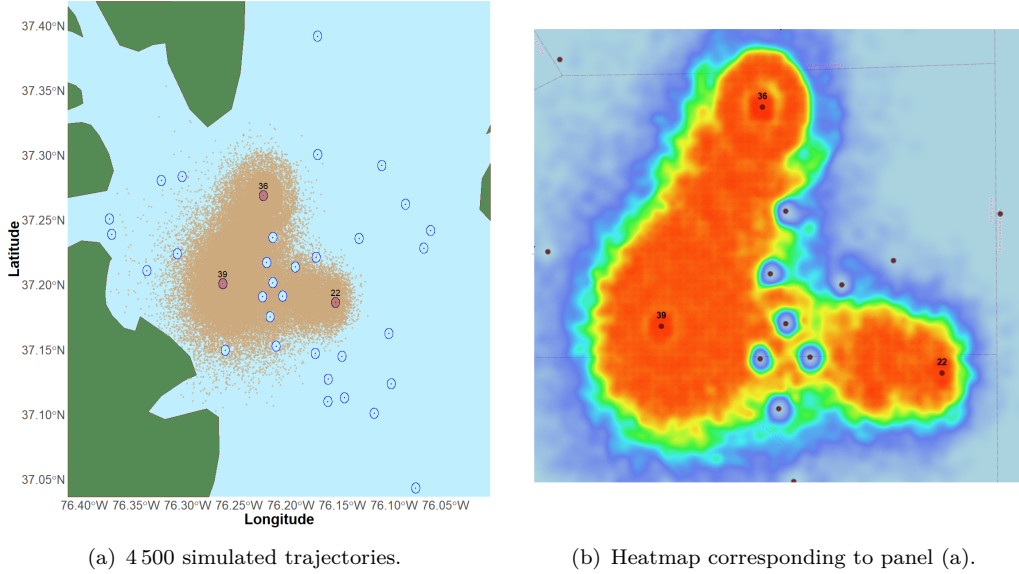 37.40°N
37.35°N
37.30°N
37.25°N
37.20°N
37.15°N
37.10°N
37.05°N
Latitude
36
39
22
76.40°W 76.35°W 76.30°W 76.25°W 76.20°W 76.15°W 76.10°W 76.05°W
Longitude
36
39
22
(a) 4 500 simulated trajectories.
(b) Heatmap corresponding to panel (a).